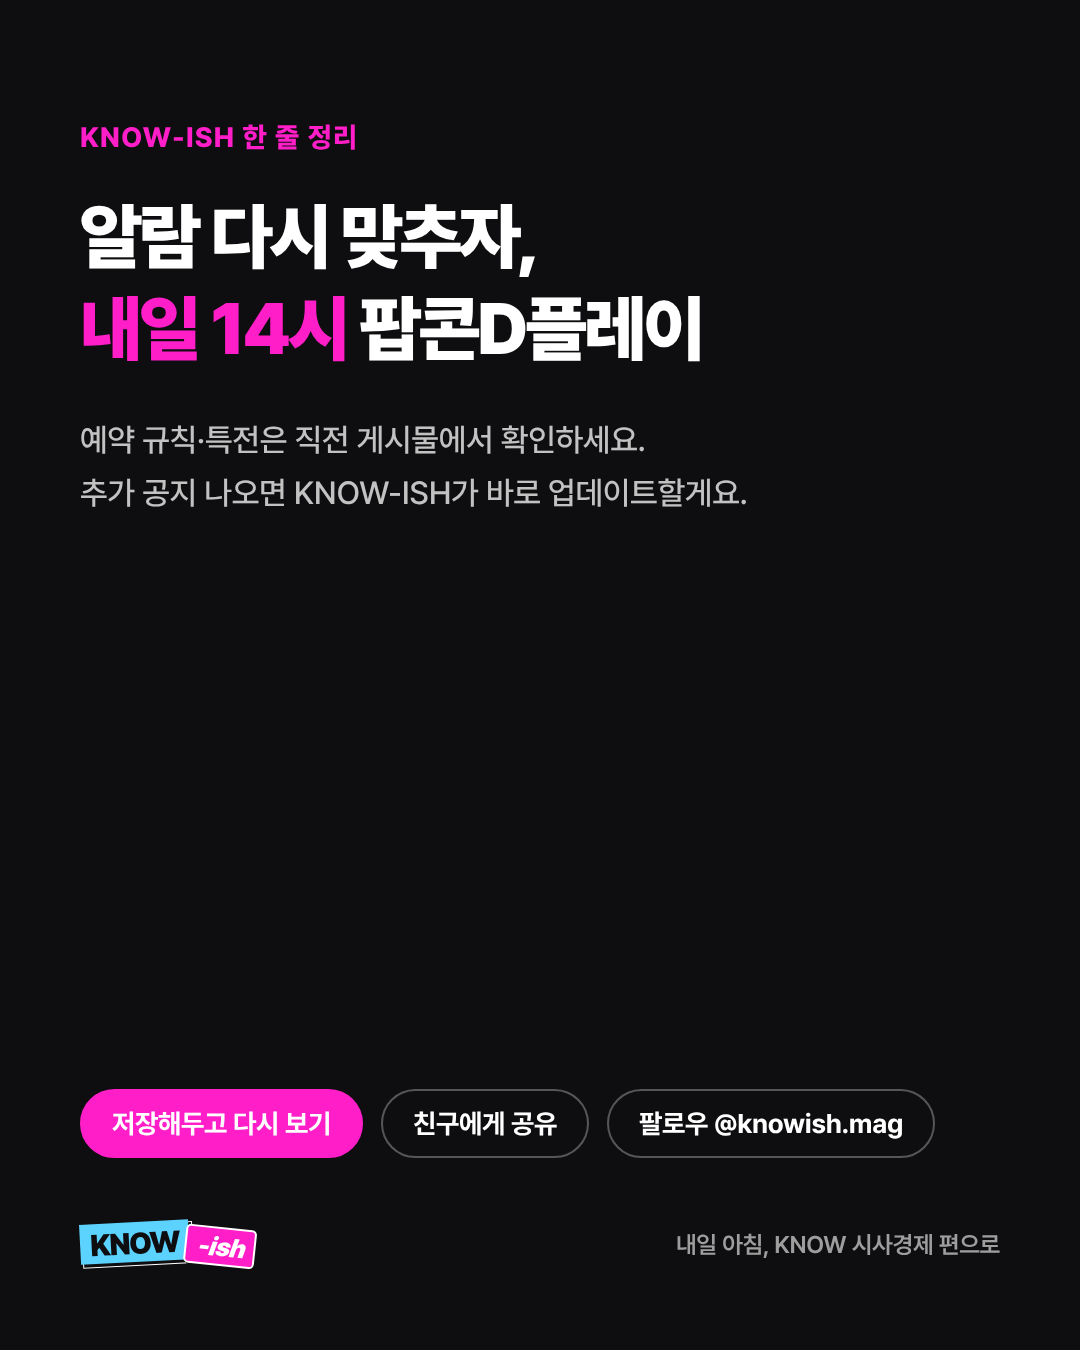 KNOW-ISH 한 줄 정리
알람 다시 맞추자,
내일 14시 팝콘D플레이
예약 규칙·특전은 직전 게시물에서 확인하세요.
추가 공지 나오면 KNOW-ISH가 바로 업데이트할게요.
저장해두고 다시 보기 친구에게 공유 팔로우 @knowish.mag
KNOW -ish 내일 아침, KNOW 시사경제 편으로